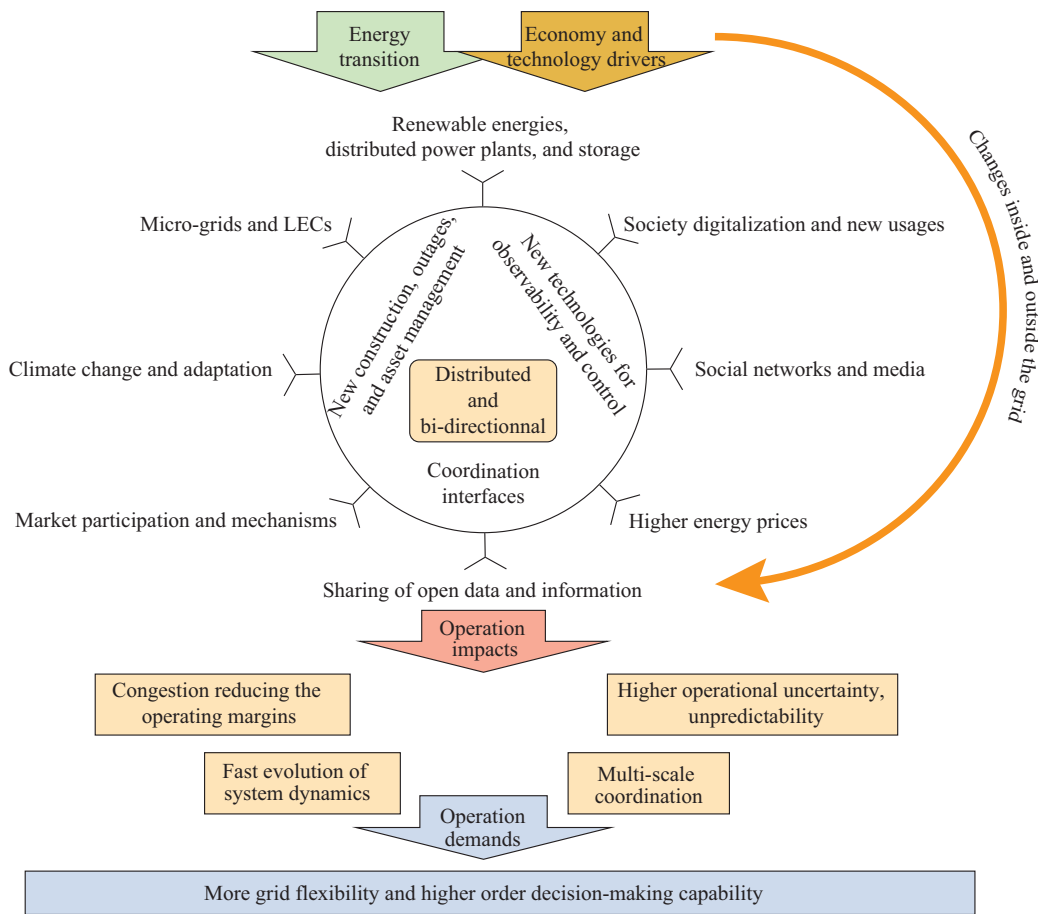 Energy
transition
Economy and
technology drivers
Changes inside and outside the grid
Renewable energies,
distributed power plants, and storage
Micro-grids and LECs
Society digitalization and new usages
New construction, outages,
and asset management
New technologies for
observability and control
Climate change and adaptation
Distributed
and
bi-directionnal
Social networks and media
Coordination
interfaces
Market participation and mechanisms
Higher energy prices
Sharing of open data and information
Operation
impacts
Congestion reducing the
operating margins
Higher operational uncertainty,
unpredictability
Fast evolution of
system dynamics
Multi-scale
coordination
Operation
demands
More grid flexibility and higher order decision-making capability